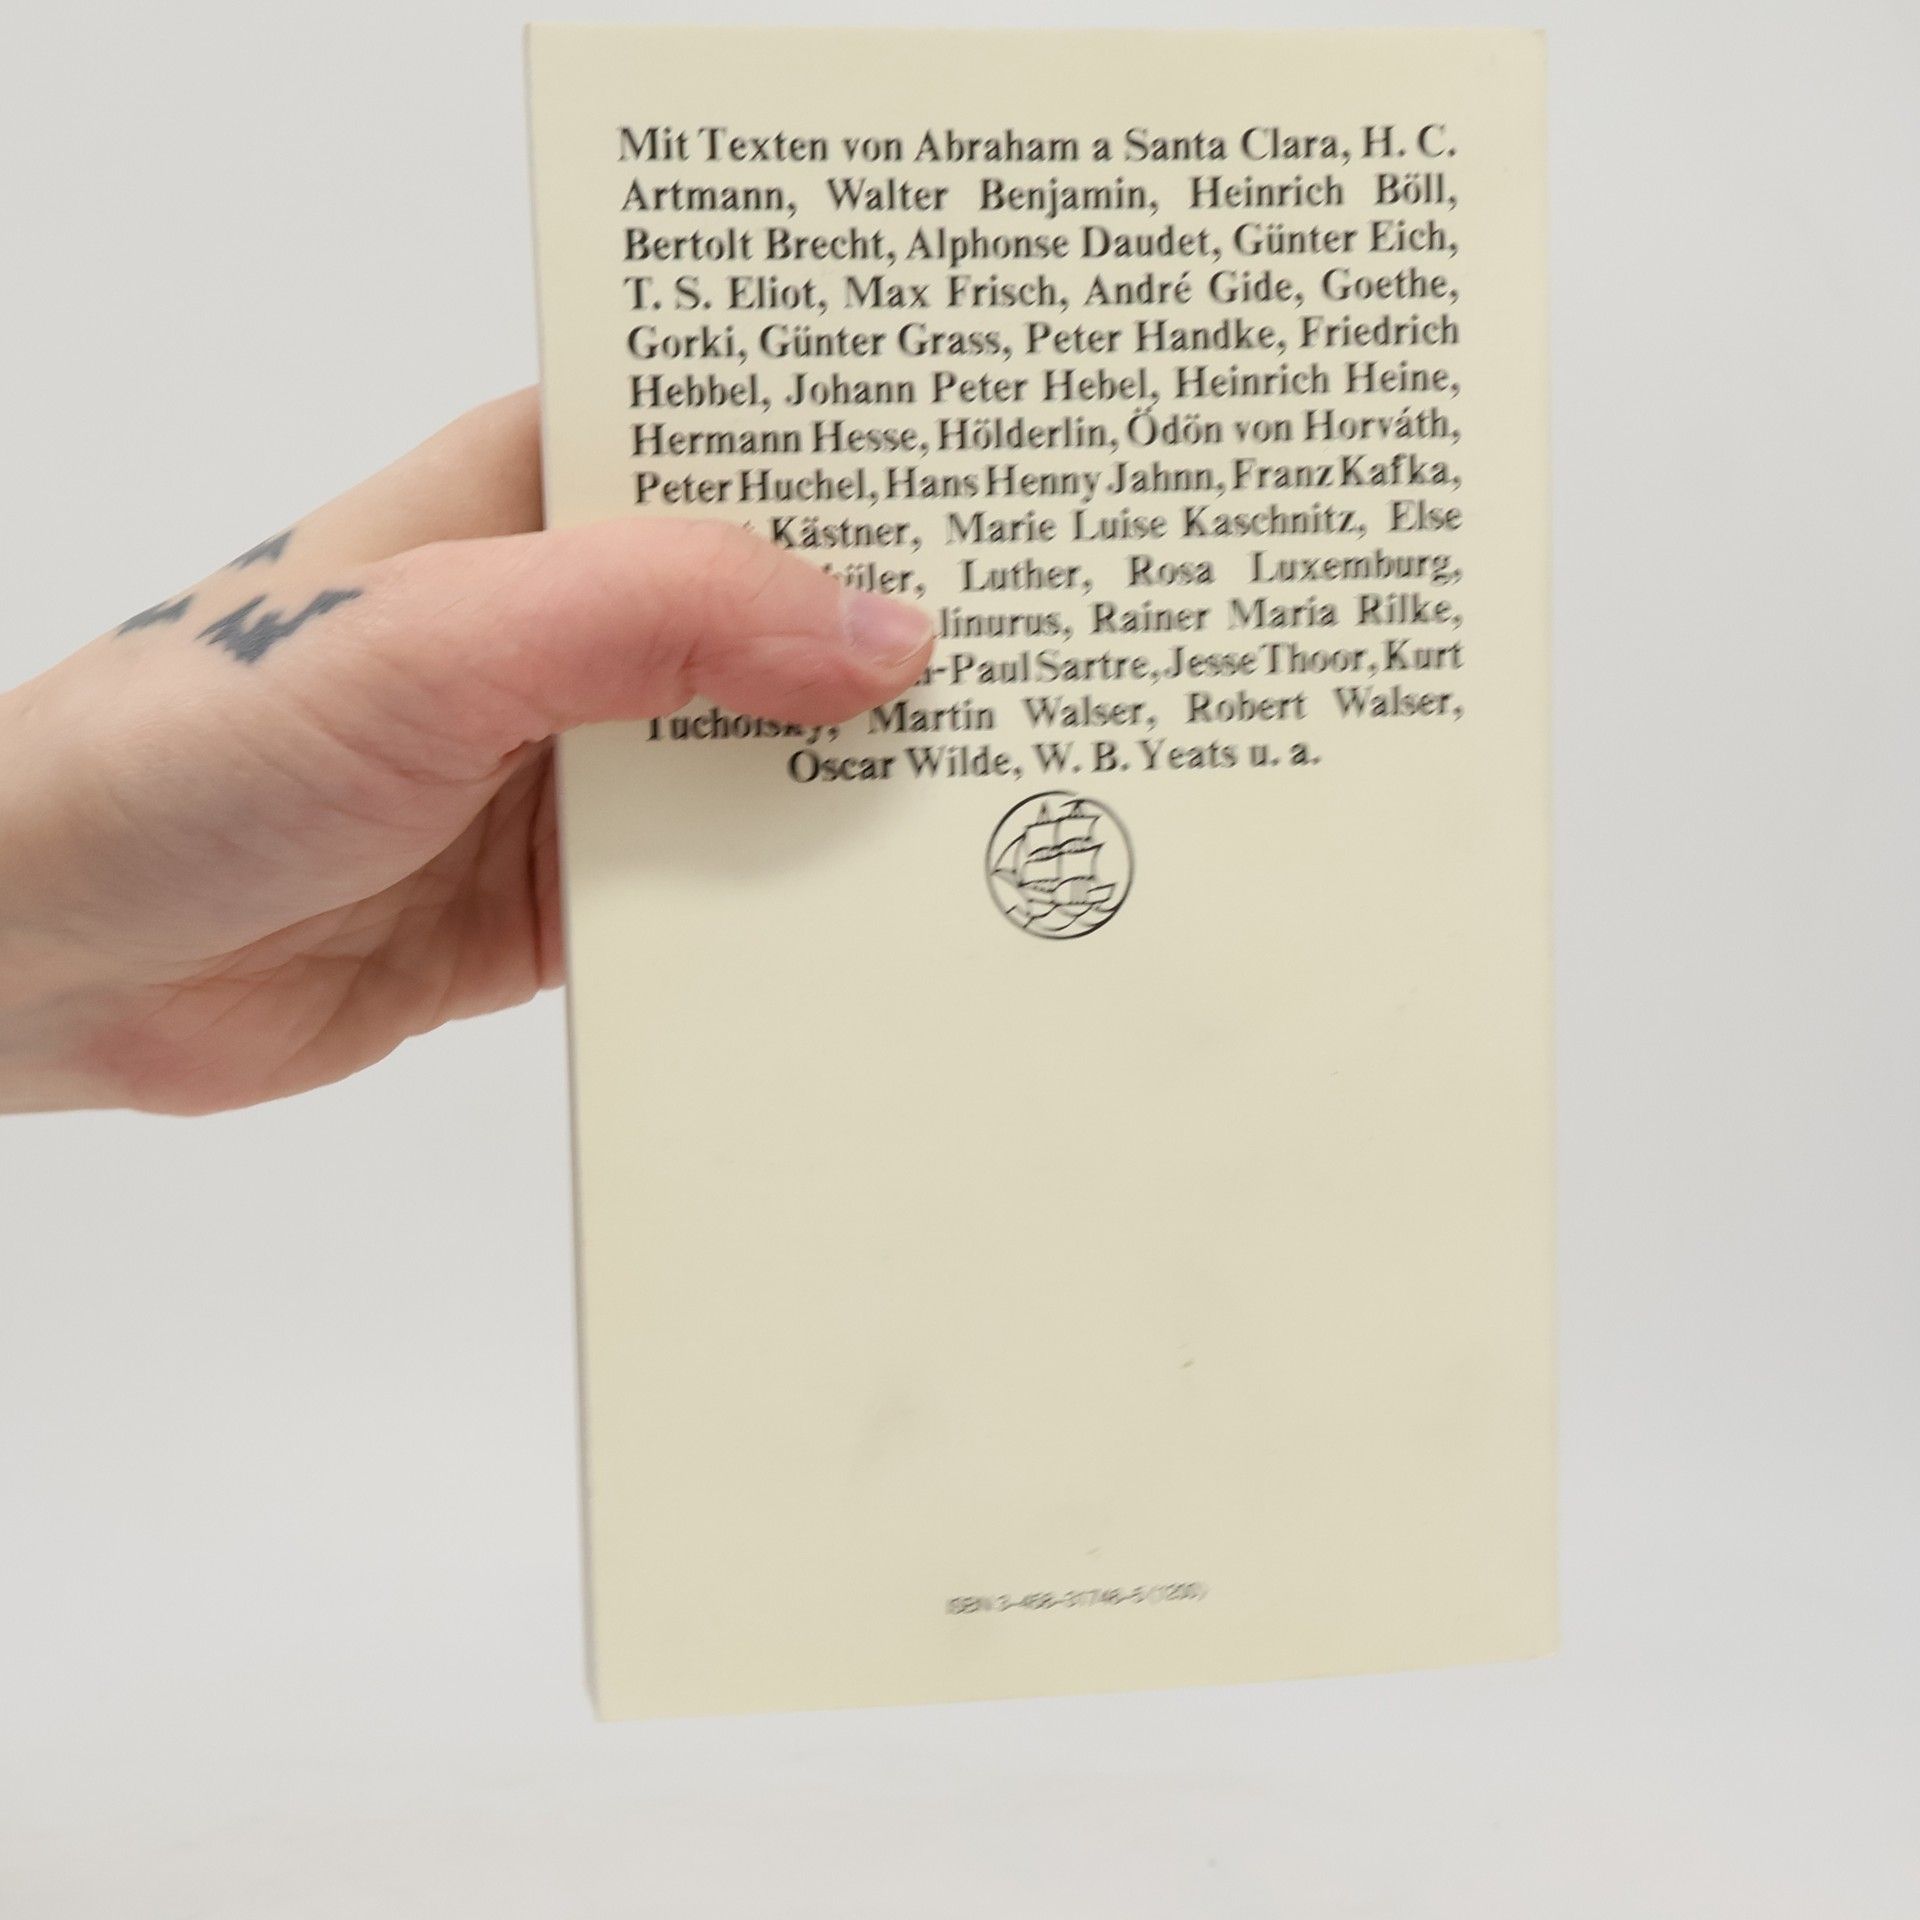 Mit Texten von Abraham a Santa Clara, H. C.
Artmann, Walter Benjamin, Heinrich Böll,
Bertolt Brecht, Alphonse Daudet, Günter Eich,
T. S. Eliot, Max Frisch, André Gide, Goethe,
Gorki, Günter Grass, Peter Handke, Friedrich
Hebbel, Johann Peter Hebel, Heinrich Heine,
Hermann Hesse, Hölderlin, Ödön von Horváth,
Peter Huchel, Hans Henny Jahnn, Franz Kafka,
Kästner, Marie Luise Kaschnitz, Else
Luther, Rosa Luxemburg,
Rainer Maria Rilke,
Sartre, Jesse Thoor, Kurt
Tucholsky, Martin Walser, Robert Walser,
Oscar Wilde, W. B. Yeats u. a.
ISBN